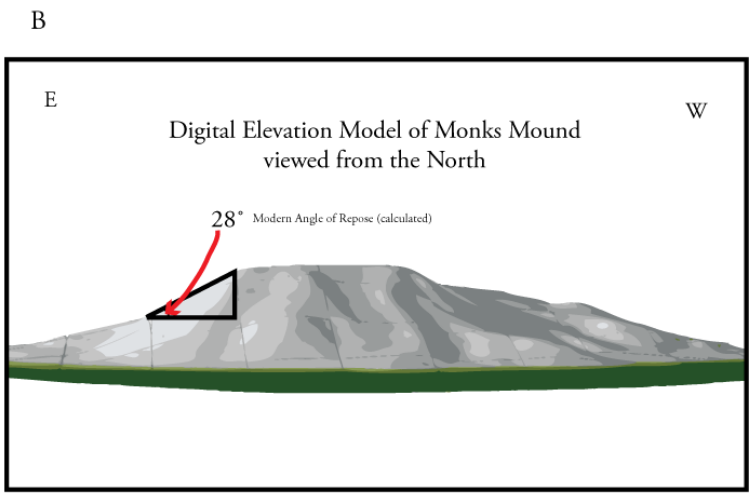 B
E
W
Digital Elevation Model of Monks Mound
viewed from the North
28° Modern Angle of Repose (calculated)